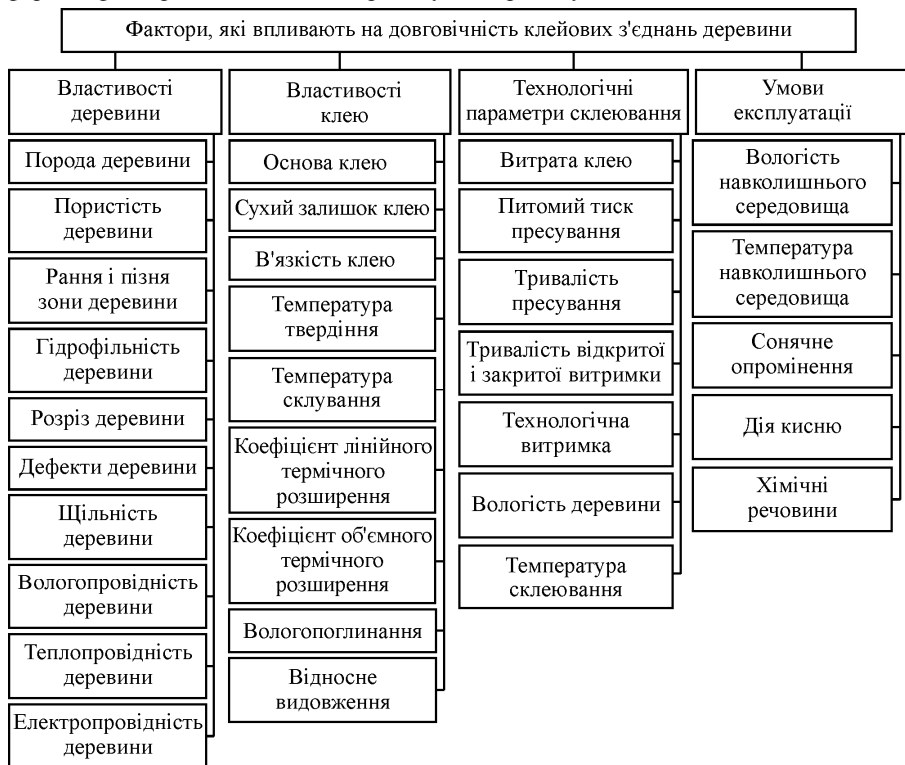 Фактори, які впливають на довговічність клейових з'єднань деревини
Властивості
деревини
Порода деревини
Пористість
деревини
Рання і пізня
зони деревини
Гідрофільність
деревини
Розріз деревини
Дефекти деревини
Щільність
деревини
Вологопровідність
деревини
Теплопровідність
деревини
Електропровідність
деревини
Властивості
клею
Основа клею
Сухий залишок клею
В'язкість клею
Температура
твердіння
Температура
склування
Коефіцієнт лінійного
термічного
розширення
Коефіцієнт об'ємного
термічного
розширення
Вологопоглинання
Відносне
видовження
Технологічні
параметри склеювання
Витрата клею
Питомий тиск
пресування
Тривалість
пресування
Тривалість відкритої
і закритої витримки
Технологічна
витримка
Вологість деревини
Температура
склеювання
Умови
експлуатації
Вологість
навколишнього
середовища
Температура
навколишнього
середовища
Сонячне
опромінення
Дія кисню
Хімічні
речовини